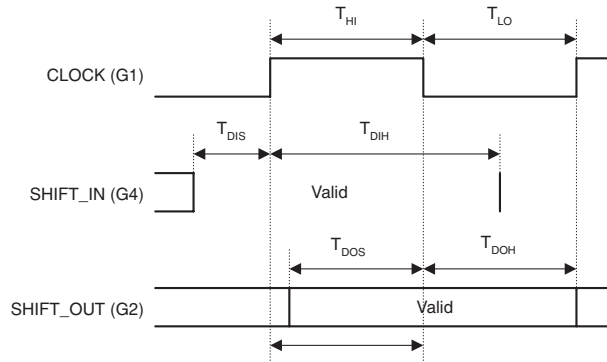 T_HI T_LO
CLOCK (G1)
T_DIS T_DIH
SHIFT_IN (G4) Valid
T_DOS T_DOH
SHIFT_OUT (G2) Valid